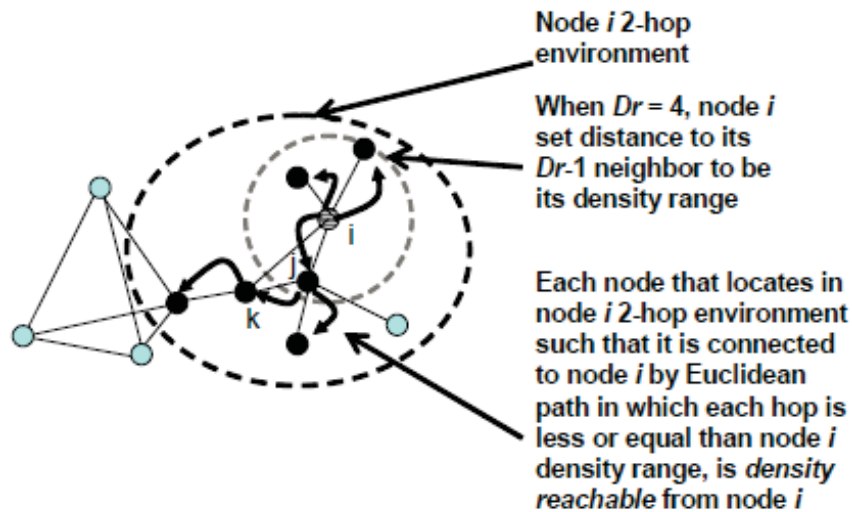 Node i 2-hop
environment
When Dr = 4, node i
set distance to its
Dr-1 neighbor to be
its density range
i
j
k
Each node that locates in
node i 2-hop environment
such that it is connected
to node i by Euclidean
path in which each hop is
less or equal than node i
density range, is density
reachable from node i